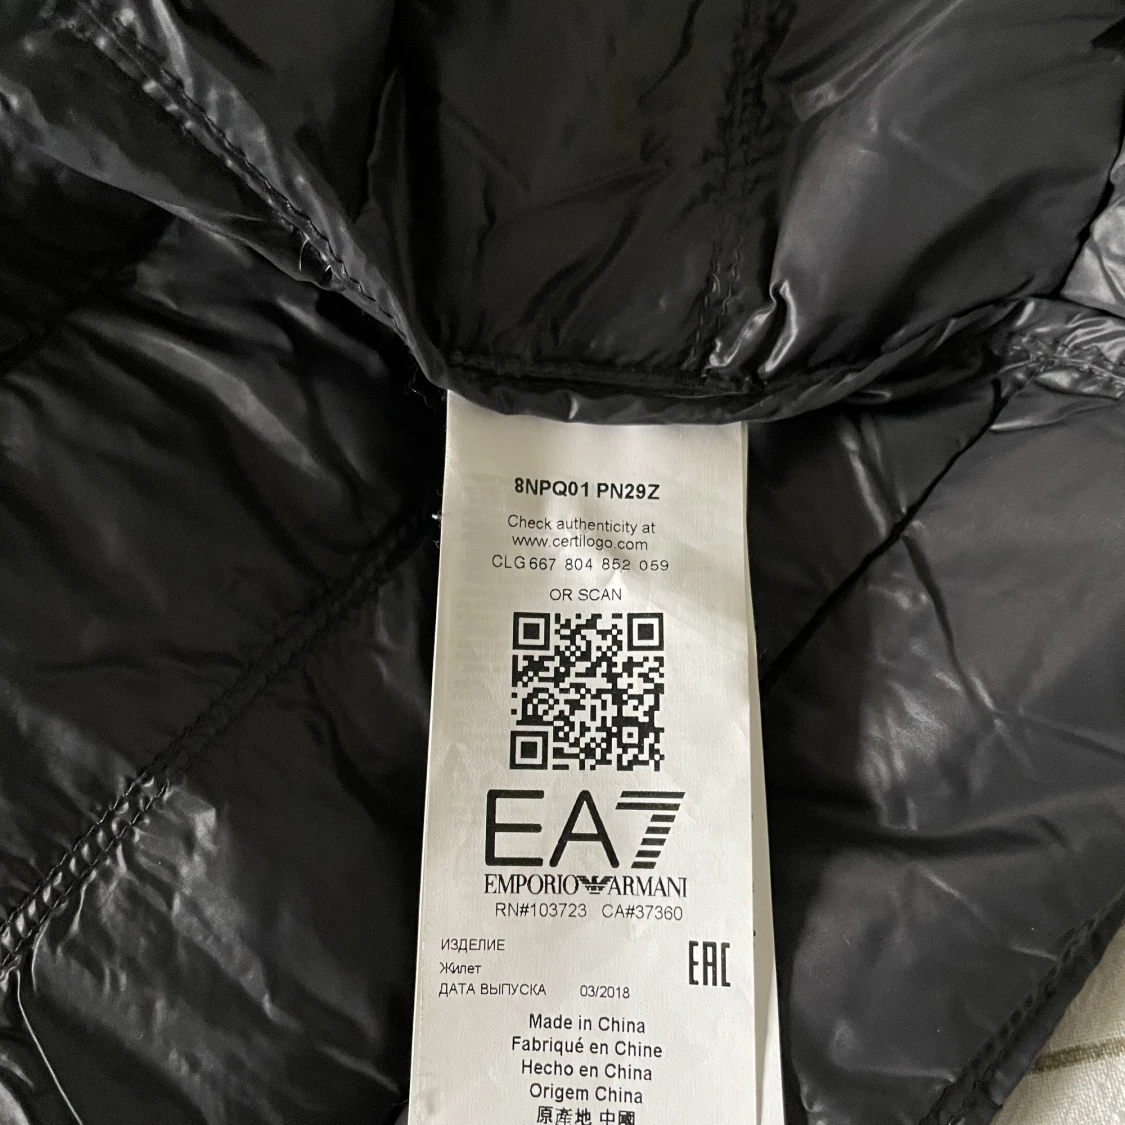 8NPQ01 PN29Z
Check authenticity at
www.certilogo.com
CLG 667 804 852 059
OR SCAN
EA7
EMPORIO ARMANI
RN#103723 CA#37360
ИЗДЕЛИЕ
Жилет
ДАТА ВЫПУСКА 03/2018
EAC
Made in China
Fabriqué en Chine
Hecho en China
Origem China
原產地 中國